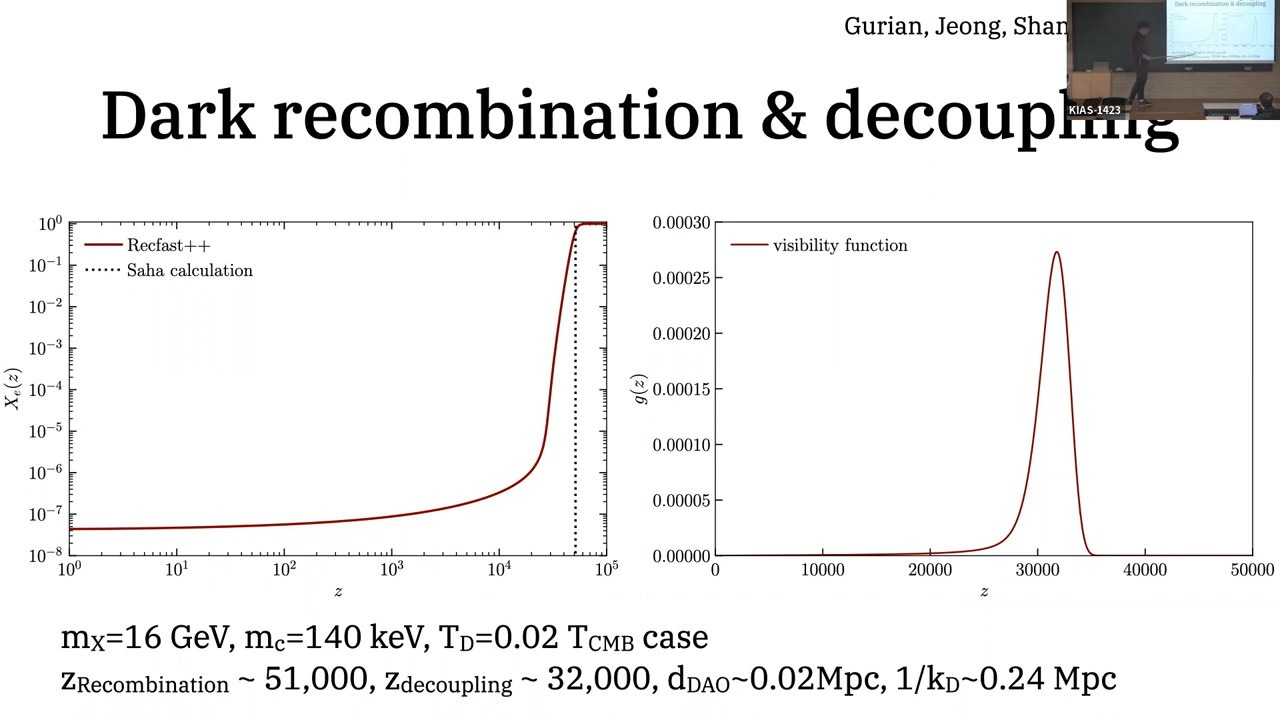 Gurian, Jeong, Shan
Dark recombination & decoupling
Dark recombination & decoupling
KIAS-1423
Recfast++
Saha calculation
10⁰
10⁻¹
10⁻²
10⁻³
10⁻⁴
10⁻⁵
10⁻⁶
10⁻⁷
10⁻⁸
Xₑ(z)
10⁰ 10¹ 10² 10³ 10⁴ 10⁵
z
visibility function
0.00030
0.00025
0.00020
0.00015
0.00010
0.00005
0.00000
g(z)
0 10000 20000 30000 40000 50000
z
m_X=16 GeV, m_c=140 keV, T_D=0.02 T_CMB case
z_Recombination ~ 51,000, z_decoupling ~ 32,000, d_DAO~0.02Mpc, 1/k_D~0.24 Mpc